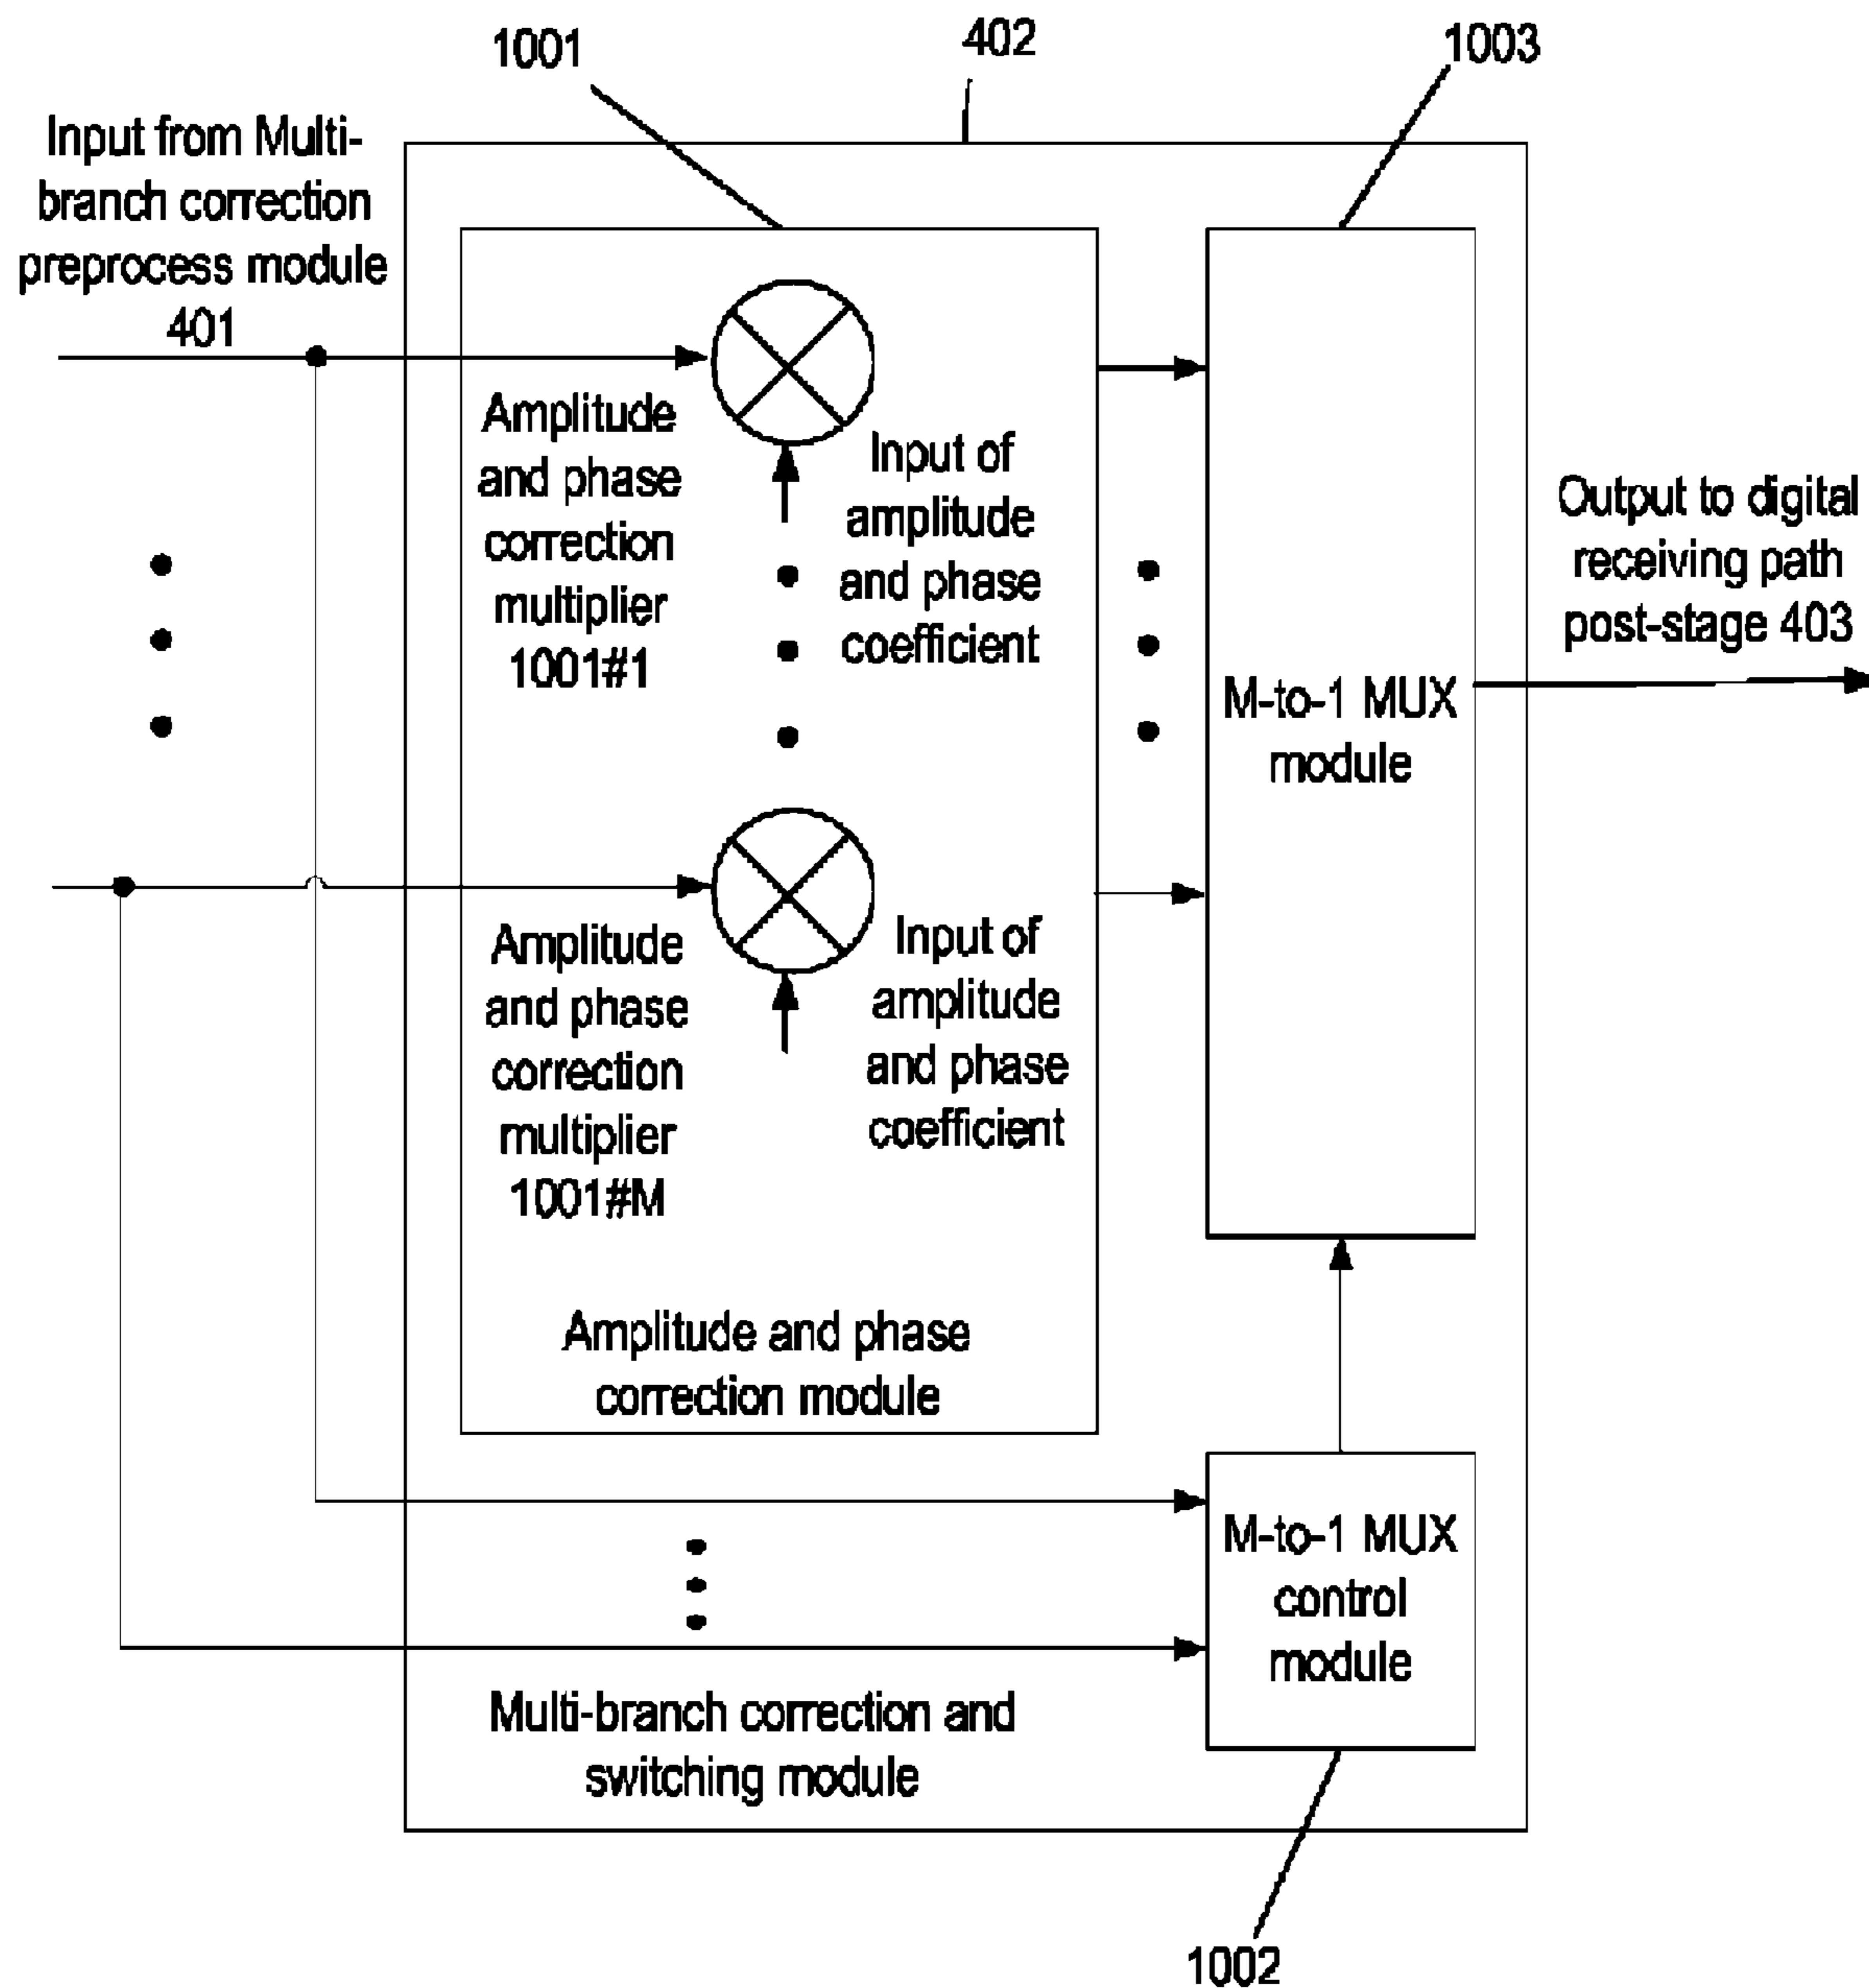 1001
402
1003
Input from Multi-
branch correction
preprocess module
401
Amplitude
and phase
correction
multiplier
1001#1
Input of
amplitude
and phase
coefficient
Output to digital
receiving path
post-stage 403
M-to-1 MUX
module
Amplitude
and phase
correction
multiplier
1001#M
Input of
amplitude
and phase
coefficient
Amplitude and phase
correction module
M-to-1 MUX
control
module
Multi-branch correction and
switching module
1002